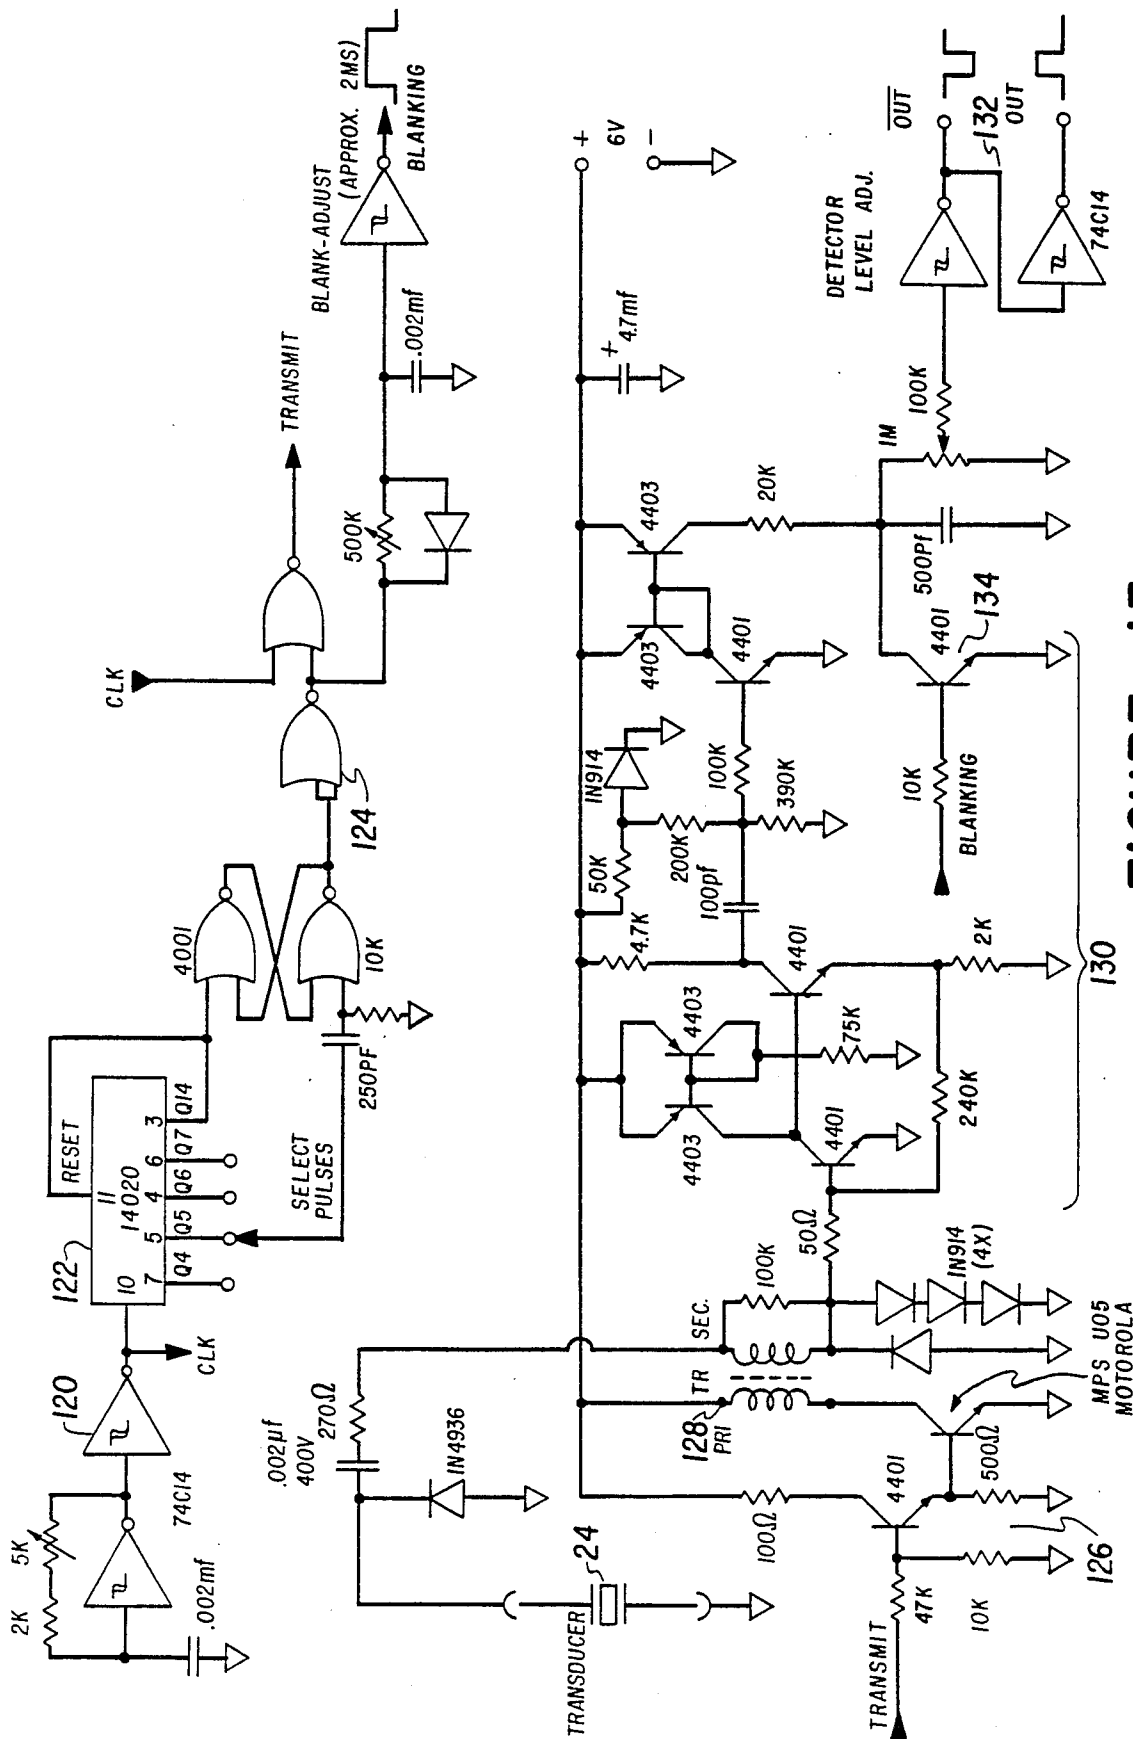 2K
5K
.002mf
74C14
120
CLK
122
RESET
10
11
14020
7
5
4
6
3
Q4
Q5
Q6
Q7
Q14
SELECT
PULSES
4001
10K
250PF
124
CLK
TRANSMIT
500K
BLANK-ADJUST
(APPROX. 2MS)
.002mf
BLANKING
TRANSDUCER
24
.002µf
400V
270Ω
1N4936
128
PRI
TR
SEC.
100K
50Ω
1N914
(4X)
MPS U05
MOTOROLA
TRANSMIT
47K
10K
100Ω
4401
500Ω
126
4403
4403
75K
4401
4401
240K
2K
4.7K
100pf
50K
1N914
200K
390K
100K
4401
4403
4403
20K
130
BLANKING
10K
4401
134
500Pf
1M
100K
4.7mf
+
+
6V
-
DETECTOR
LEVEL ADJ.
OUT
132
OUT
74C14